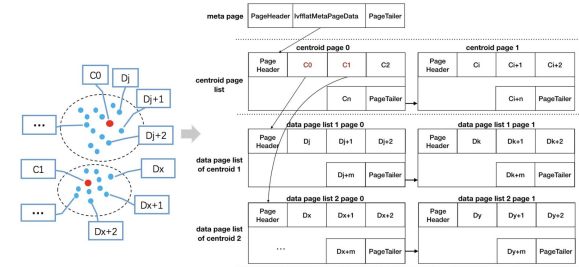 meta page
PageHeader IvfflatMetaPageData PageTailer
centroid page 0 centroid page 1
centroid page list
Page Header C0 C1 C2
Cn PageTailer
Page Header Ci Ci+1 Ci+2
Ci+n PageTailer
data page list 1 page 0 data page list 1 page 1
data page list of centroid 1
Page Header Dj Dj+1 Dj+2
Dj+m PageTailer
Page Header Dk Dk+1 Dk+2
Dk+m PageTailer
data page list 2 page 0 data page list 2 page 1
data page list of centroid 2
Page Header Dx Dx+1 Dx+2
... Dx+m PageTailer
Page Header Dy Dy+1 Dy+2
Dy+m PageTailer
C0 Dj
Dj+1
...
Dj+2
C1 Dx
Dx+1
...
Dx+2